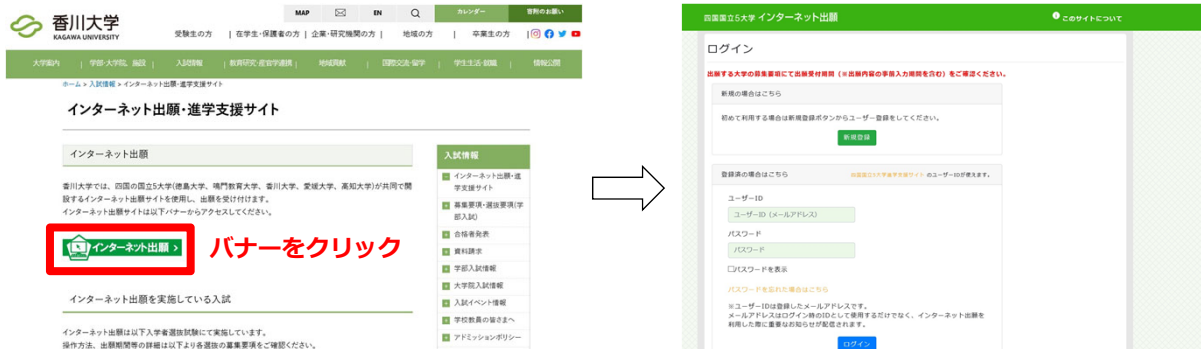 香川大学
KAGAWA UNIVERSITY
MAP
EN
カレンダー
寄附のお願い
受験生の方 | 在学生・保護者の方 | 企業・研究機関の方 | 地域の方 | 卒業生の方
大学案内 | 学部・大学院、施設 | 入試情報 | 教育研究・産官学連携 | 地域貢献 | 国際交流・留学 | 学生生活・就職 | 情報公開
ホーム > 入試情報 > インターネット出願・進学支援サイト
インターネット出願・進学支援サイト
インターネット出願
香川大学では、四国の国立5大学(徳島大学、鳴門教育大学、香川大学、愛媛大学、高知大学)が共同で開
設するインターネット出願サイトを使用し、出願を受け付けます。
インターネット出願サイトは以下バナーからアクセスしてください。
インターネット出願 >
バナーをクリック
インターネット出願を実施している入試
インターネット出願は以下入学者選抜試験にて実施しています。
操作方法、出願期間等の詳細は以下より各選抜の募集要項をご確認ください。
入試情報
インターネット出願・進
学支援サイト
募集要項・選抜要項(学
部入試)
合格者発表
資料請求
学部入試情報
大学院入試情報
入試イベント情報
学校教員の皆さまへ
アドミッションポリシー
四国国立5大学 インターネット出願
このサイトについて
ログイン
出願する大学の募集要項にて出願受付期間(※出願内容の事前入力期間を含む)をご確認ください。
新規の場合はこちら
初めて利用する場合は新規登録ボタンからユーザー登録をしてください。
新規登録
登録済の場合はこちら
四国国立5大学進学支援サイト のユーザーIDが使えます。
ユーザーID
ユーザーID(メールアドレス)
パスワード
パスワード
パスワードを表示
パスワードを忘れた場合はこちら
※ユーザーIDは登録したメールアドレスです。
メールアドレスはログイン時のIDとして使用するだけでなく、インターネット出願を
利用した際に重要なお知らせが配信されます。
ログイン